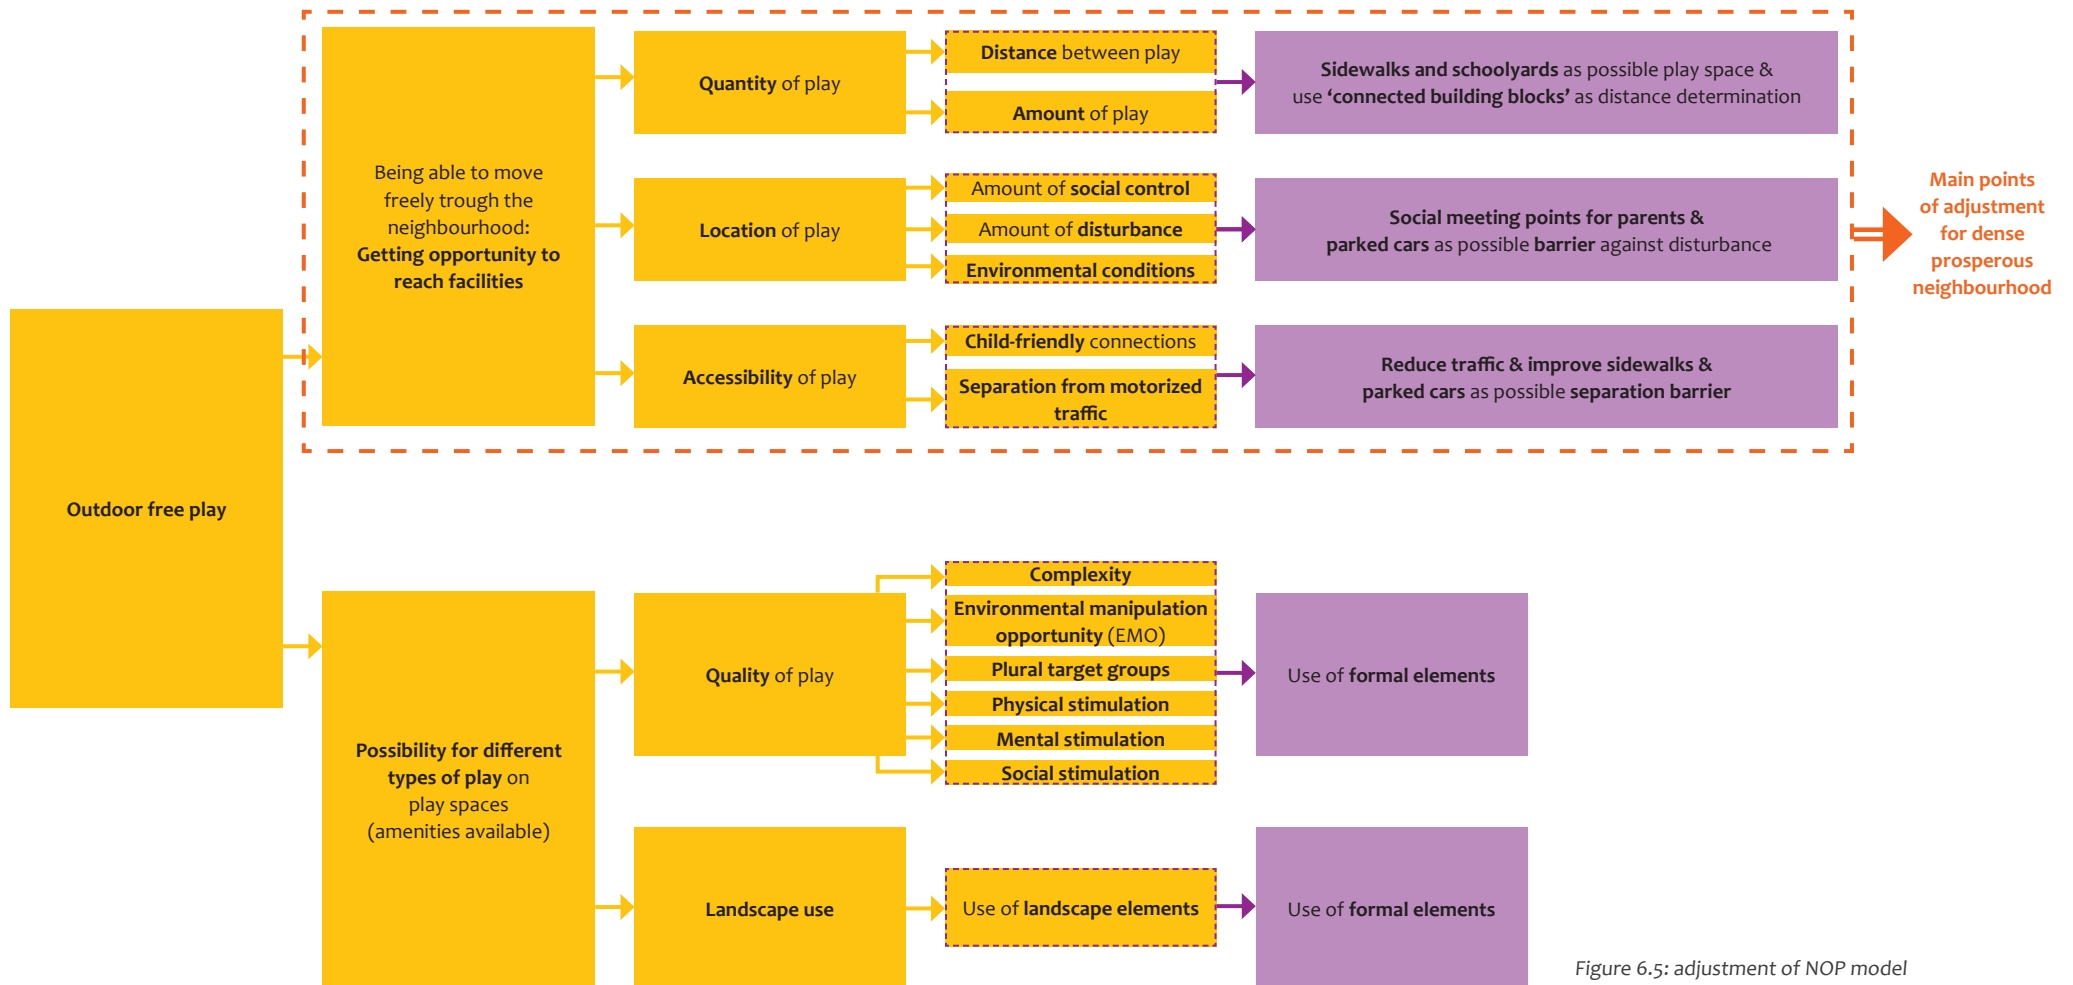 Outdoor free play
Being able to move
freely trough the
neighbourhood:
Getting opportunity to
reach facilities
Quantity of play
Distance between play
Amount of play
Sidewalks and schoolyards as possible play space &
use ‘connected building blocks’ as distance determination
Location of play
Amount of social control
Amount of disturbance
Environmental conditions
Social meeting points for parents &
parked cars as possible barrier against disturbance
Accessibility of play
Child-friendly connections
Separation from motorized
traffic
Reduce traffic & improve sidewalks &
parked cars as possible separation barrier
Main points
of adjustment
for dense
prosperous
neighbourhood
Possibility for different
types of play on
play spaces
(amenities available)
Quality of play
Complexity
Environmental manipulation
opportunity (EMO)
Plural target groups
Physical stimulation
Mental stimulation
Social stimulation
Use of formal elements
Landscape use
Use of landscape elements
Use of formal elements
Figure 6.5: adjustment of NOP model